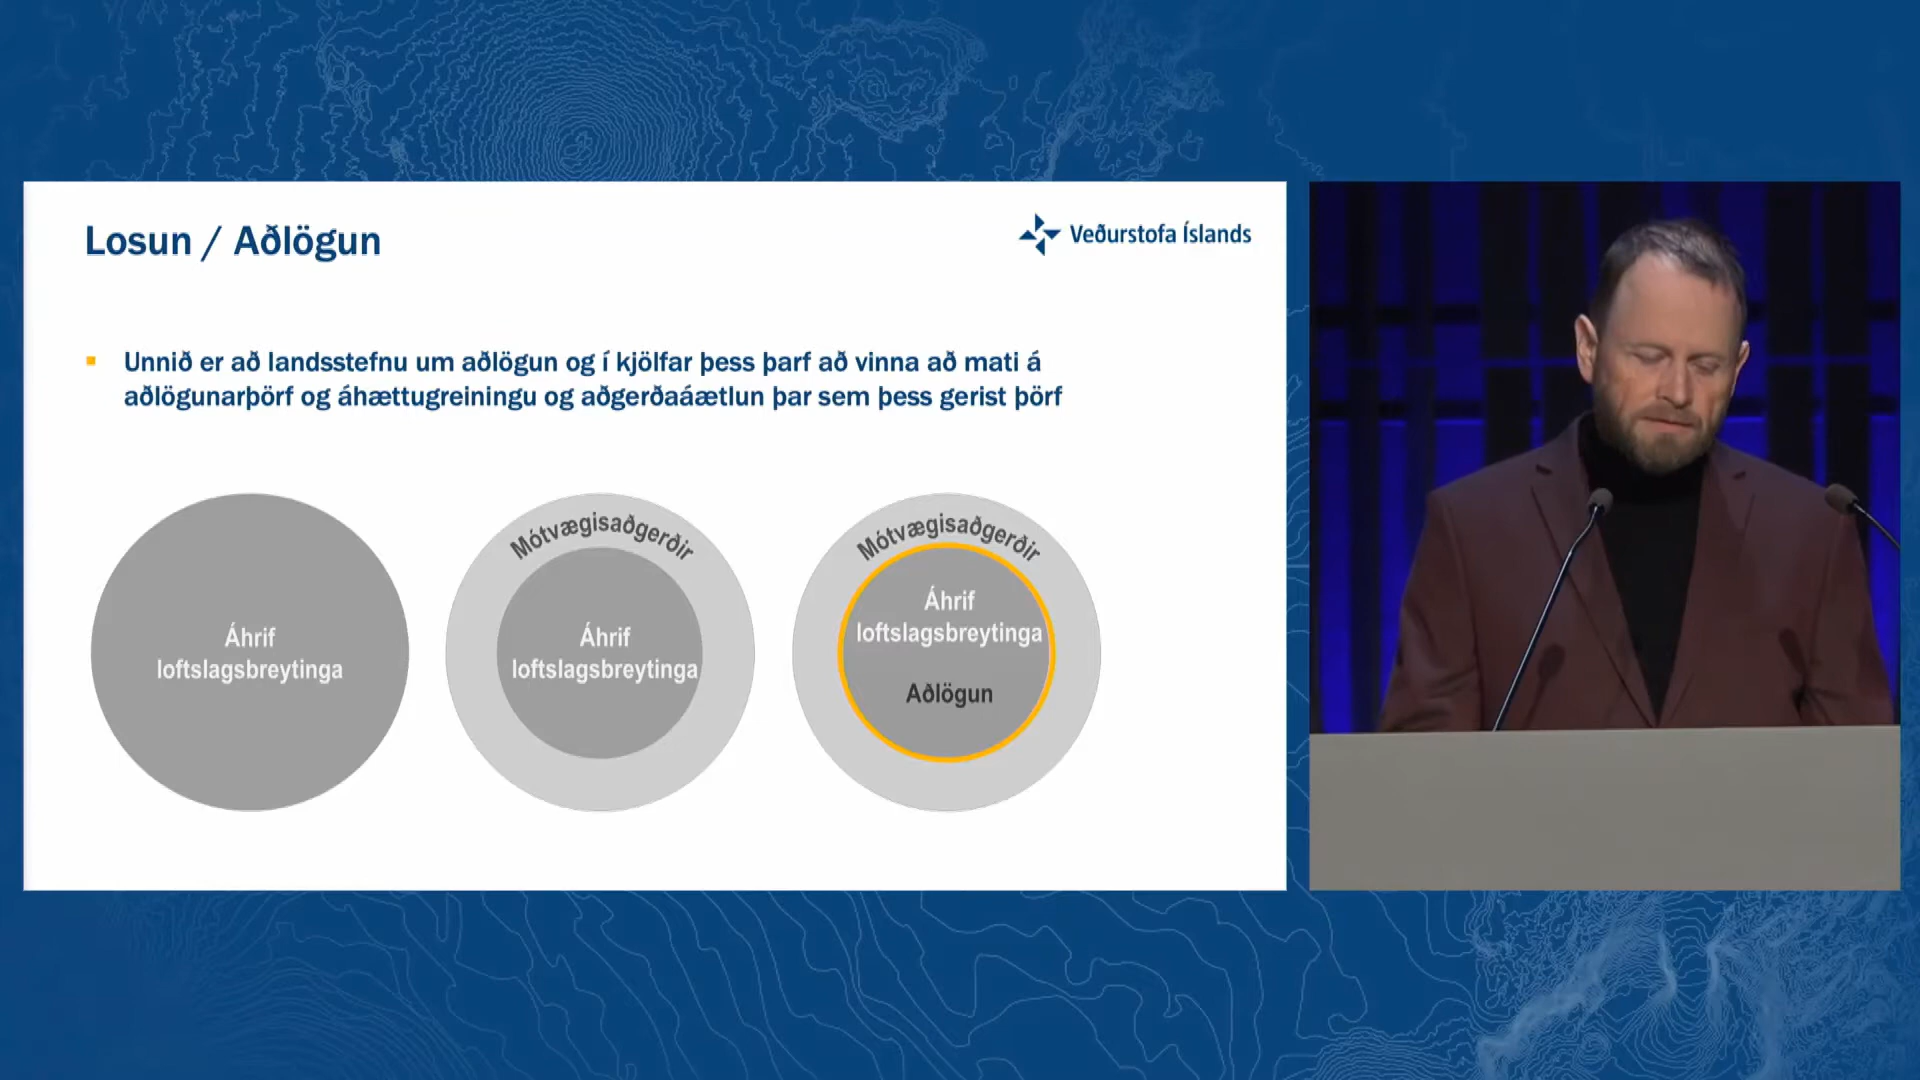 Losun / Aðlögun
Veðurstofa Íslands
Unnið er að landsstefnu um aðlögun og í kjölfar þess þarf að vinna að mati á
aðlögunarþörf og áhættugreiningu og aðgerðaáætlun þar sem þess gerist þörf
Áhrif
loftslagsbreytinga
Mótvægisaðgerðir
Áhrif
loftslagsbreytinga
Mótvægisaðgerðir
Áhrif
loftslagsbreytinga
Aðlögun